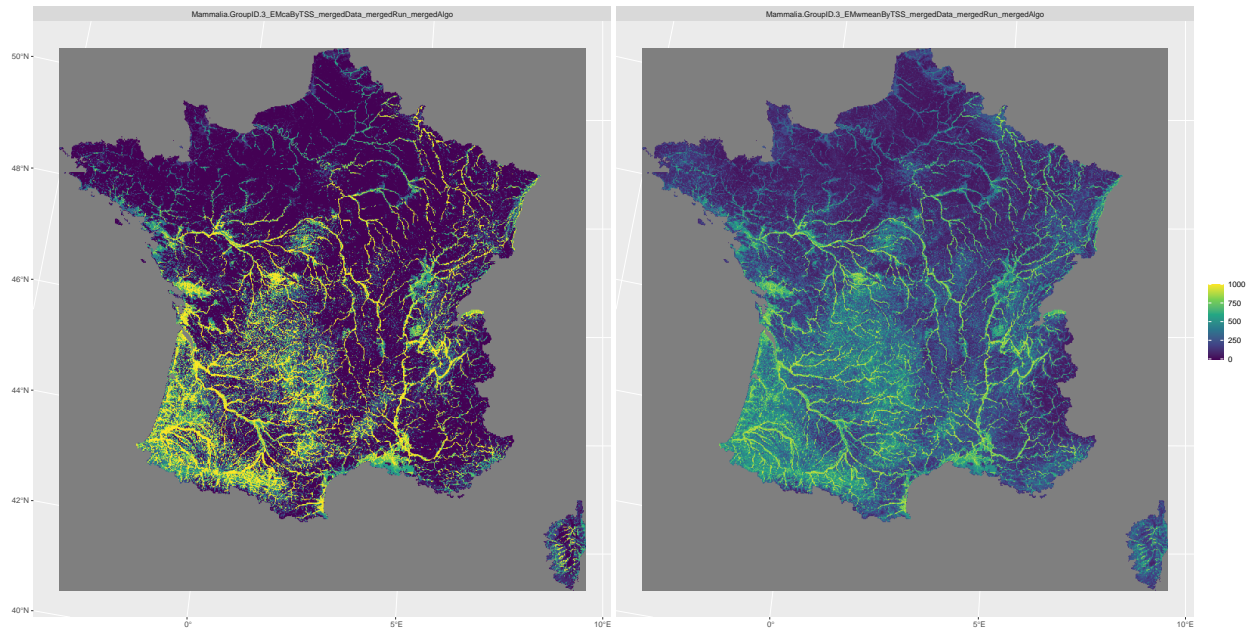 Mammalia.GroupID.3_EMcaByTSS_mergedData_mergedRun_mergedAlgo
Mammalia.GroupID.3_EMwmeanByTSS_mergedData_mergedRun_mergedAlgo
50°N
48°N
46°N
44°N
42°N
40°N
0°
5°E
10°E
0°
5°E
10°E
1000
750
500
250
0